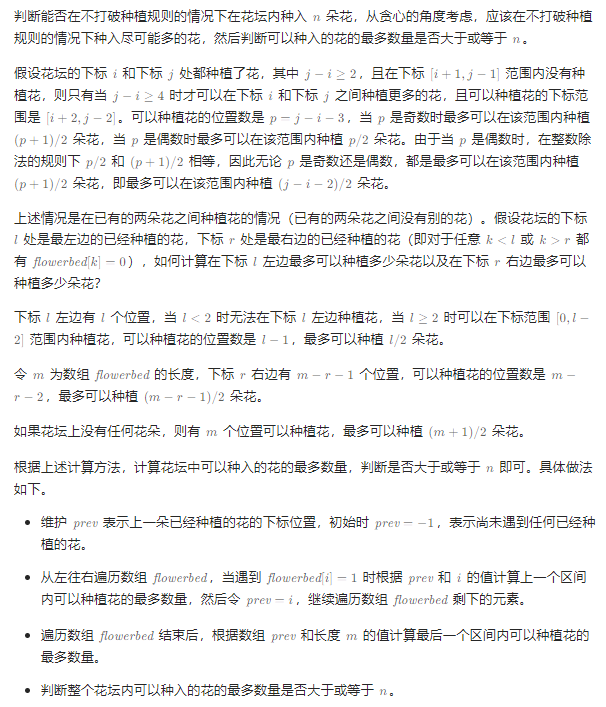 判断能否在不打破种植规则的情况下在花坛内种入 n 朵花，从贪心的角度考虑，应该在不打破种植
规则的情况下种入尽可能多的花，然后判断可以种入的花的最多数量是否大于或等于 n。
假设花坛的下标 i 和下标 j 处都种植了花，其中 j − i ≥ 2，且在下标 [i + 1, j − 1] 范围内没有种
植花，则只有当 j − i ≥ 4 时才可以在下标 i 和下标 j 之间种植更多的花，且可以种植花的下标范
围是 [i + 2, j − 2]。可以种植花的位置数是 p = j − i − 3，当 p 是奇数时最多可以在该范围内种植
(p + 1)/2 朵花，当 p 是偶数时最多可以在该范围内种植 p/2 朵花。由于当 p 是偶数时，在整数除
法的规则下 p/2 和 (p + 1)/2 相等，因此无论 p 是奇数还是偶数，都是最多可以在该范围内种植
(p + 1)/2 朵花，即最多可以在该范围内种植 (j − i − 2)/2 朵花。
上述情况是在已有的两朵花之间种植花的情况（已有的两朵花之间没有别的花）。假设花坛的下标
l 处是最左边的已经种植的花，下标 r 处是最右边的已经种植的花（即对于任意 k < l 或 k > r 都
有 flowerbed[k] = 0），如何计算在下标 l 左边最多可以种植多少朵花以及在下标 r 右边最多可以
种植多少朵花？
下标 l 左边有 l 个位置，当 l < 2 时无法在下标 l 左边种植花，当 l ≥ 2 时可以在下标范围 [0, l −
2] 范围内种植花，可以种植花的位置数是 l − 1，最多可以种植 l/2 朵花。
令 m 为数组 flowerbed 的长度，下标 r 右边有 m − r − 1 个位置，可以种植花的位置数是 m −
r − 2，最多可以种植 (m − r − 1)/2 朵花。
如果花坛上没有任何花朵，则有 m 个位置可以种植花，最多可以种植 (m + 1)/2 朵花。
根据上述计算方法，计算花坛中可以种入的花的最多数量，判断是否大于或等于 n 即可。具体做法
如下。
• 维护 prev 表示上一朵已经种植的花的下标位置，初始时 prev = −1，表示尚未遇到任何已经种
植的花。
• 从左往右遍历数组 flowerbed，当遇到 flowerbed[i] = 1 时根据 prev 和 i 的值计算上一个区间
内可以种植花的最多数量，然后令 prev = i，继续遍历数组 flowerbed 剩下的元素。
• 遍历数组 flowerbed 结束后，根据数组 prev 和长度 m 的值计算最后一个区间内可以种植花的
最多数量。
• 判断整个花坛内可以种入的花的最多数量是否大于或等于 n。